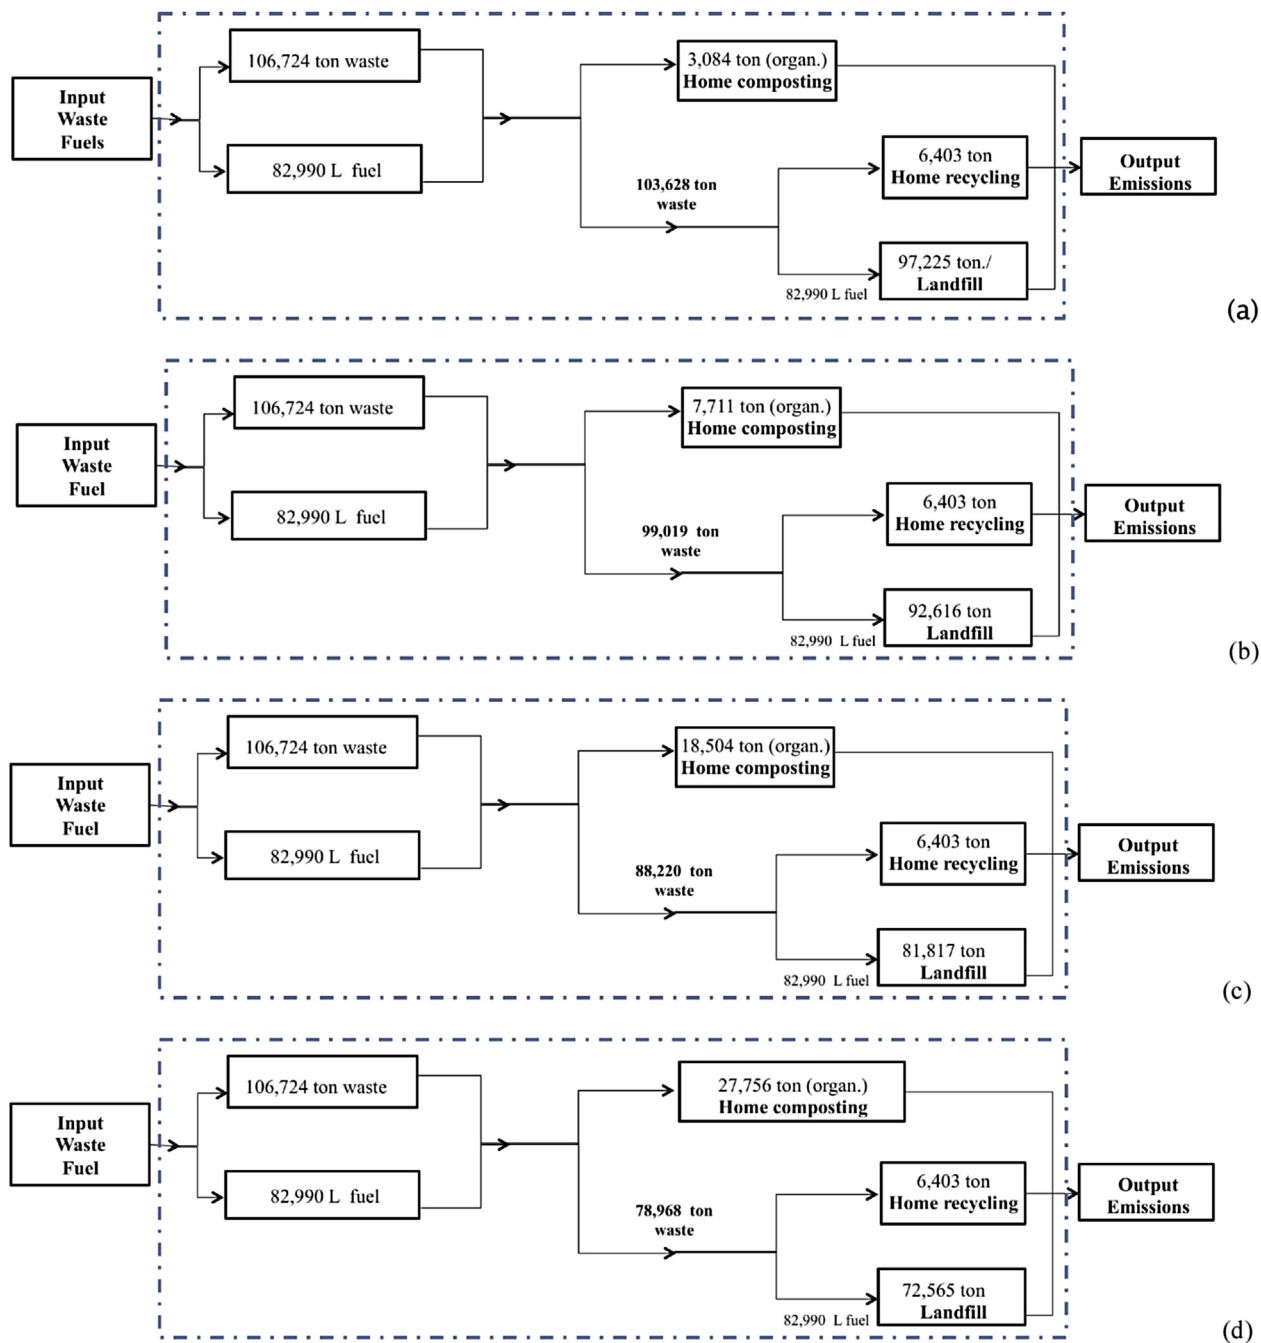 Input
Waste
Fuels
106,724 ton waste
82,990 L fuel
3,084 ton (organ.)
Home composting
103,628 ton
waste
6,403 ton
Home recycling
97,225 ton./
Landfill
82,990 L fuel
Output
Emissions
(a)
Input
Waste
Fuel
106,724 ton waste
82,990 L fuel
7,711 ton (organ.)
Home composting
99,019 ton
waste
6,403 ton
Home recycling
92,616 ton
Landfill
82,990 L fuel
Output
Emissions
(b)
Input
Waste
Fuel
106,724 ton waste
82,990 L fuel
18,504 ton (organ.)
Home composting
88,220 ton
waste
6,403 ton
Home recycling
81,817 ton
Landfill
82,990 L fuel
Output
Emissions
(c)
Input
Waste
Fuel
106,724 ton waste
82,990 L fuel
27,756 ton (organ.)
Home composting
78,968 ton
waste
6,403 ton
Home recycling
72,565 ton
Landfill
82,990 L fuel
Output
Emissions
(d)